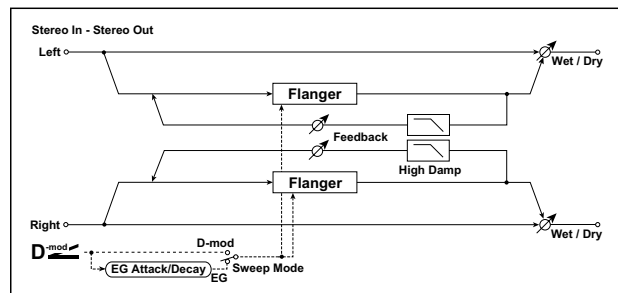 Stereo In - Stereo Out
Left
Wet / Dry
Flanger
Feedback
High Damp
Flanger
Right
Wet / Dry
D-mod
D-mod
EG Attack/Decay
EG
Sweep Mode